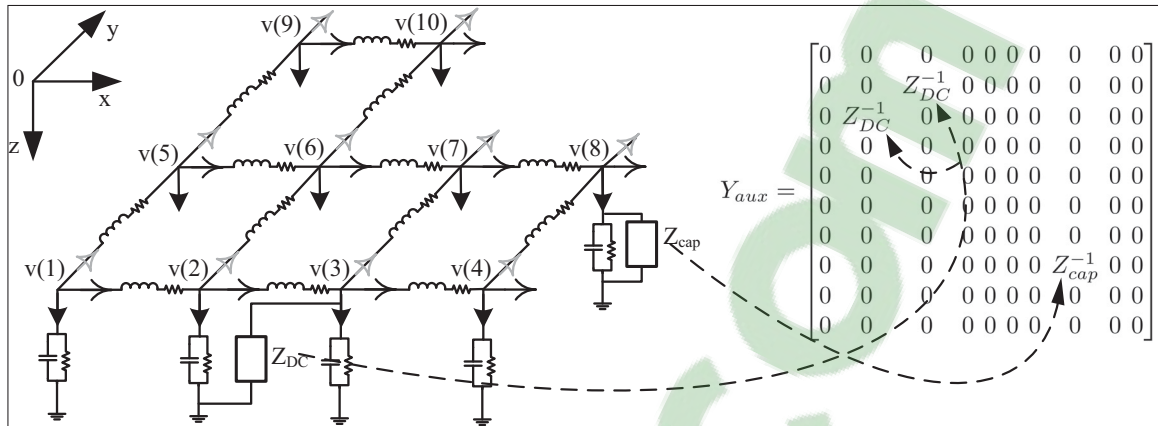 0
x
y
z
v(9)
v(10)
v(5)
v(6)
v(7)
v(8)
v(1)
v(2)
v(3)
v(4)
Z_DC
Z_cap
Y_aux =
0 0 0 0 0 0 0 0 0 0
0 0 Z_DC^-1 0 0 0 0 0 0 0
0 Z_DC^-1 0 0 0 0 0 0 0 0
0 0 0 0 0 0 0 0 0 0
0 0 0 0 0 0 0 0 0 0
0 0 0 0 0 0 0 0 0 0
0 0 0 0 0 0 0 0 0 0
0 0 0 0 0 0 0 Z_cap^-1 0 0
0 0 0 0 0 0 0 0 0 0
0 0 0 0 0 0 0 0 0 0
com